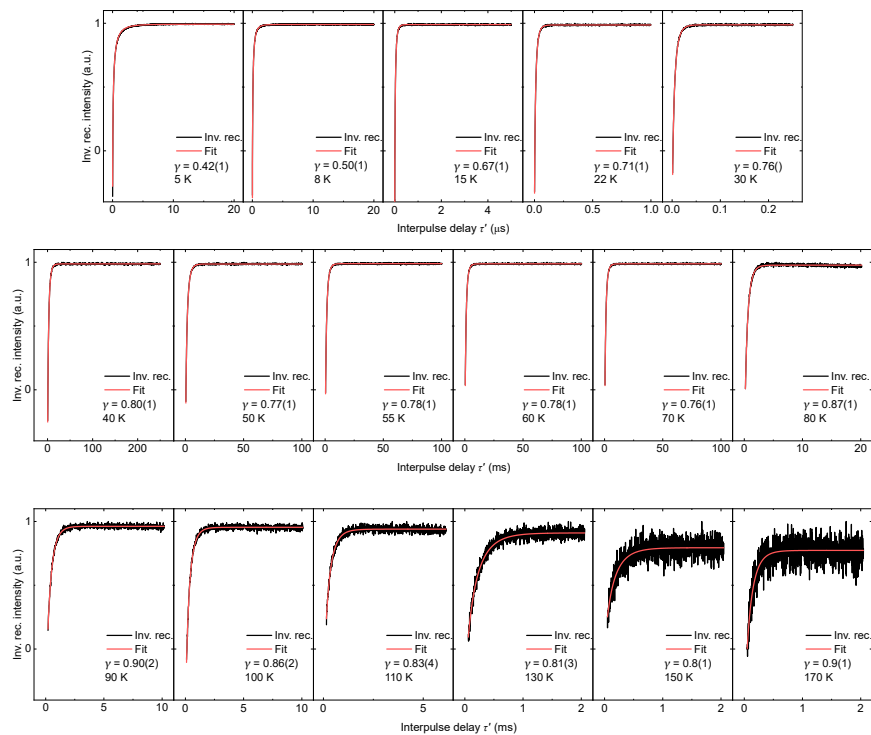 Inv. rec. intensity (a.u.)
1
0
Inv. rec.
Fit
γ = 0.42(1)
5 K
0 10 20
Inv. rec.
Fit
γ = 0.50(1)
8 K
0 10 20
Inv. rec.
Fit
γ = 0.67(1)
15 K
0 2 4
Inv. rec.
Fit
γ = 0.71(1)
22 K
0.0 0.5 1.0
Inv. rec.
Fit
γ = 0.76()
30 K
0.0 0.2
Interpulse delay τ′ (μs)
Inv. rec. intensity (a.u.)
1
0
Inv. rec.
Fit
γ = 0.80(1)
40 K
0 100 200
Inv. rec.
Fit
γ = 0.77(1)
50 K
0 50 100
Inv. rec.
Fit
γ = 0.78(1)
55 K
0 50 100
Inv. rec.
Fit
γ = 0.78(1)
60 K
0 50 100
Inv. rec.
Fit
γ = 0.76(1)
70 K
0 50 100
Inv. rec.
Fit
γ = 0.87(1)
80 K
0 10 20
Interpulse delay τ′ (ms)
Inv. rec. intensity (a.u.)
1
0
Inv. rec.
Fit
γ = 0.90(2)
90 K
0 5 10
Inv. rec.
Fit
γ = 0.86(2)
100 K
0 5 10
Inv. rec.
Fit
γ = 0.83(4)
110 K
0 5
Inv. rec.
Fit
γ = 0.81(3)
130 K
0 1 2
Inv. rec.
Fit
γ = 0.8(1)
150 K
0 1 2
Inv. rec.
Fit
γ = 0.9(1)
170 K
0 1 2
Interpulse delay τ′ (ms)